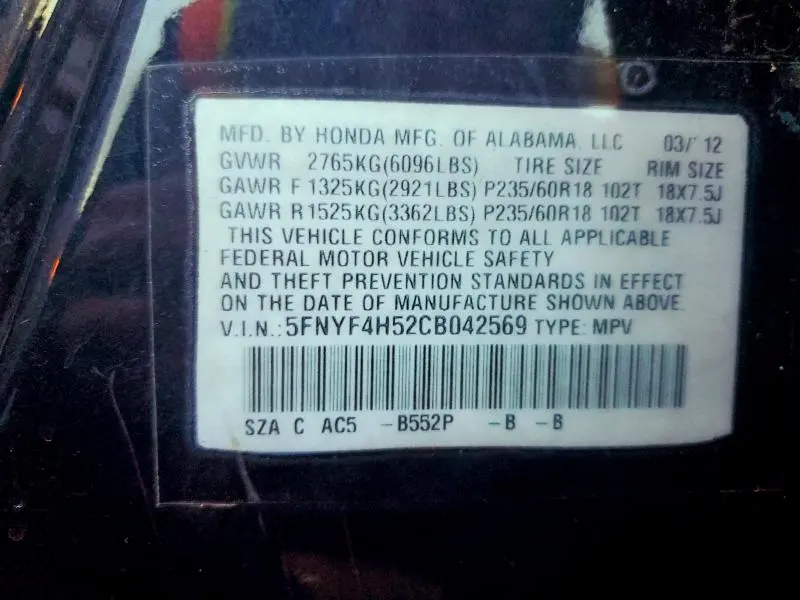 MFD. BY HONDA MFG. OF ALABAMA, LLC 03/12
GVWR 2765KG(6096LBS) TIRE SIZE RIM SIZE
GAWR F 1325KG(2921LBS) P235/60R18 102T 18X7.5J
GAWR R 1525KG(3362LBS) P235/60R18 102T 18X7.5J
THIS VEHICLE CONFORMS TO ALL APPLICABLE
FEDERAL MOTOR VEHICLE SAFETY
AND THEFT PREVENTION STANDARDS IN EFFECT
ON THE DATE OF MANUFACTURE SHOWN ABOVE.
V.I.N.: 5FNYF4H52CB042569 TYPE: MPV
SZA C AC5 -B552P -B -B